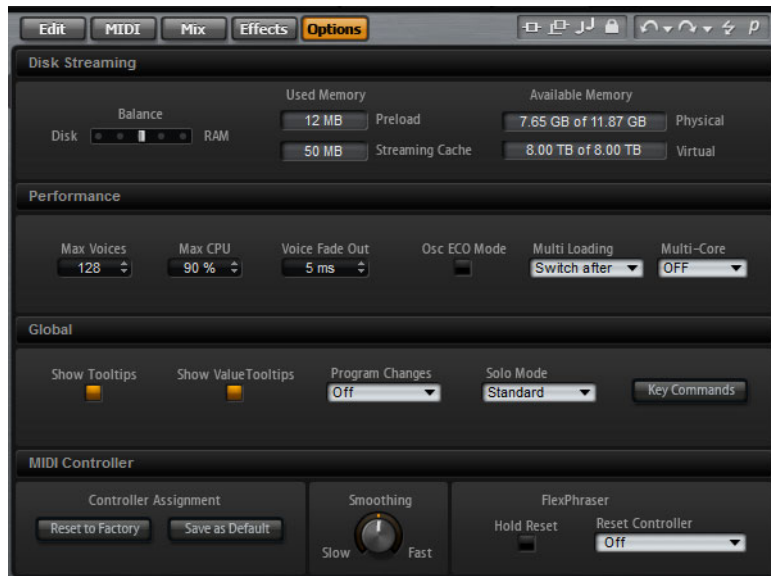 Edit MIDI Mix Effects Options
Disk Streaming
Used Memory Available Memory
Balance
12 MB Preload 7.65 GB of 11.87 GB Physical
Disk RAM
50 MB Streaming Cache 8.00 TB of 8.00 TB Virtual
Performance
Max Voices Max CPU Voice Fade Out Osc ECO Mode Multi Loading Multi-Core
128 90 % 5 ms Switch after OFF
Global
Show Tooltips Show ValueTooltips Program Changes Solo Mode
Off Standard Key Commands
MIDI Controller
Controller Assignment Smoothing FlexPhraser
Reset to Factory Save as Default Hold Reset Reset Controller
Off
Slow Fast